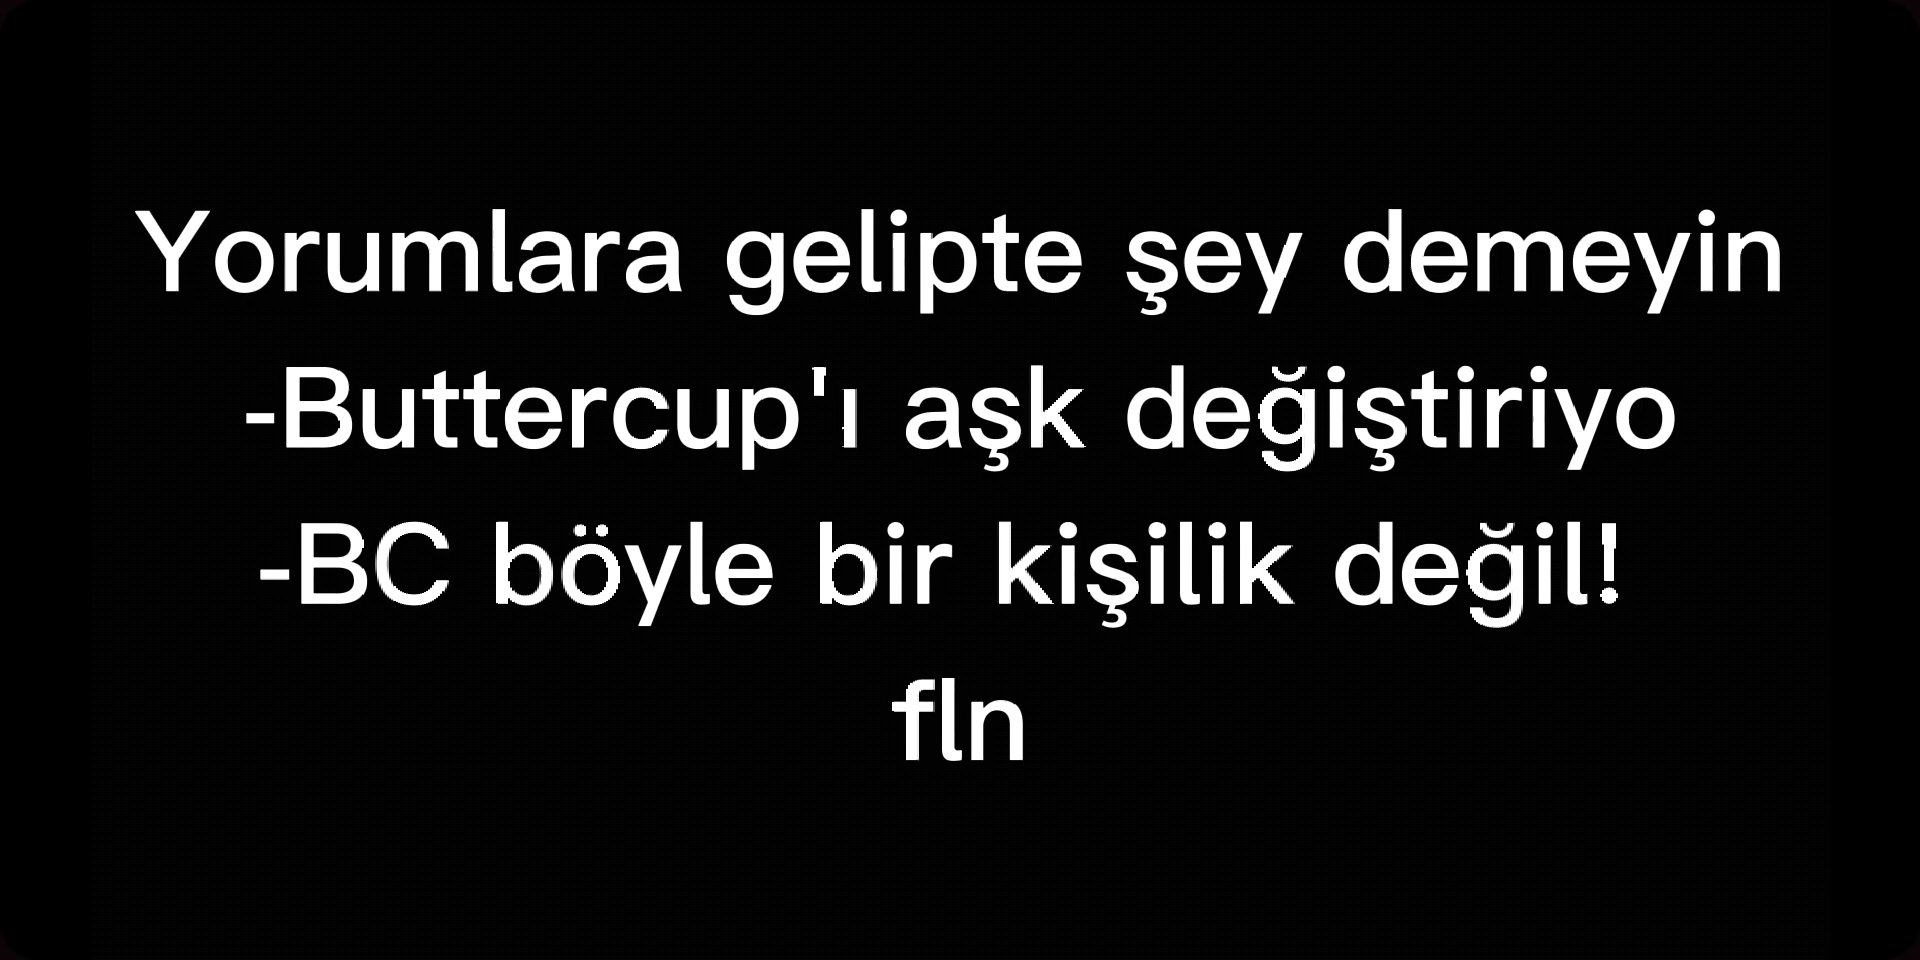 Yorumlara gelipte şey demeyin
-Buttercup'ı aşk değiştiriyo
-BC böyle bir kişilik değil!
fln